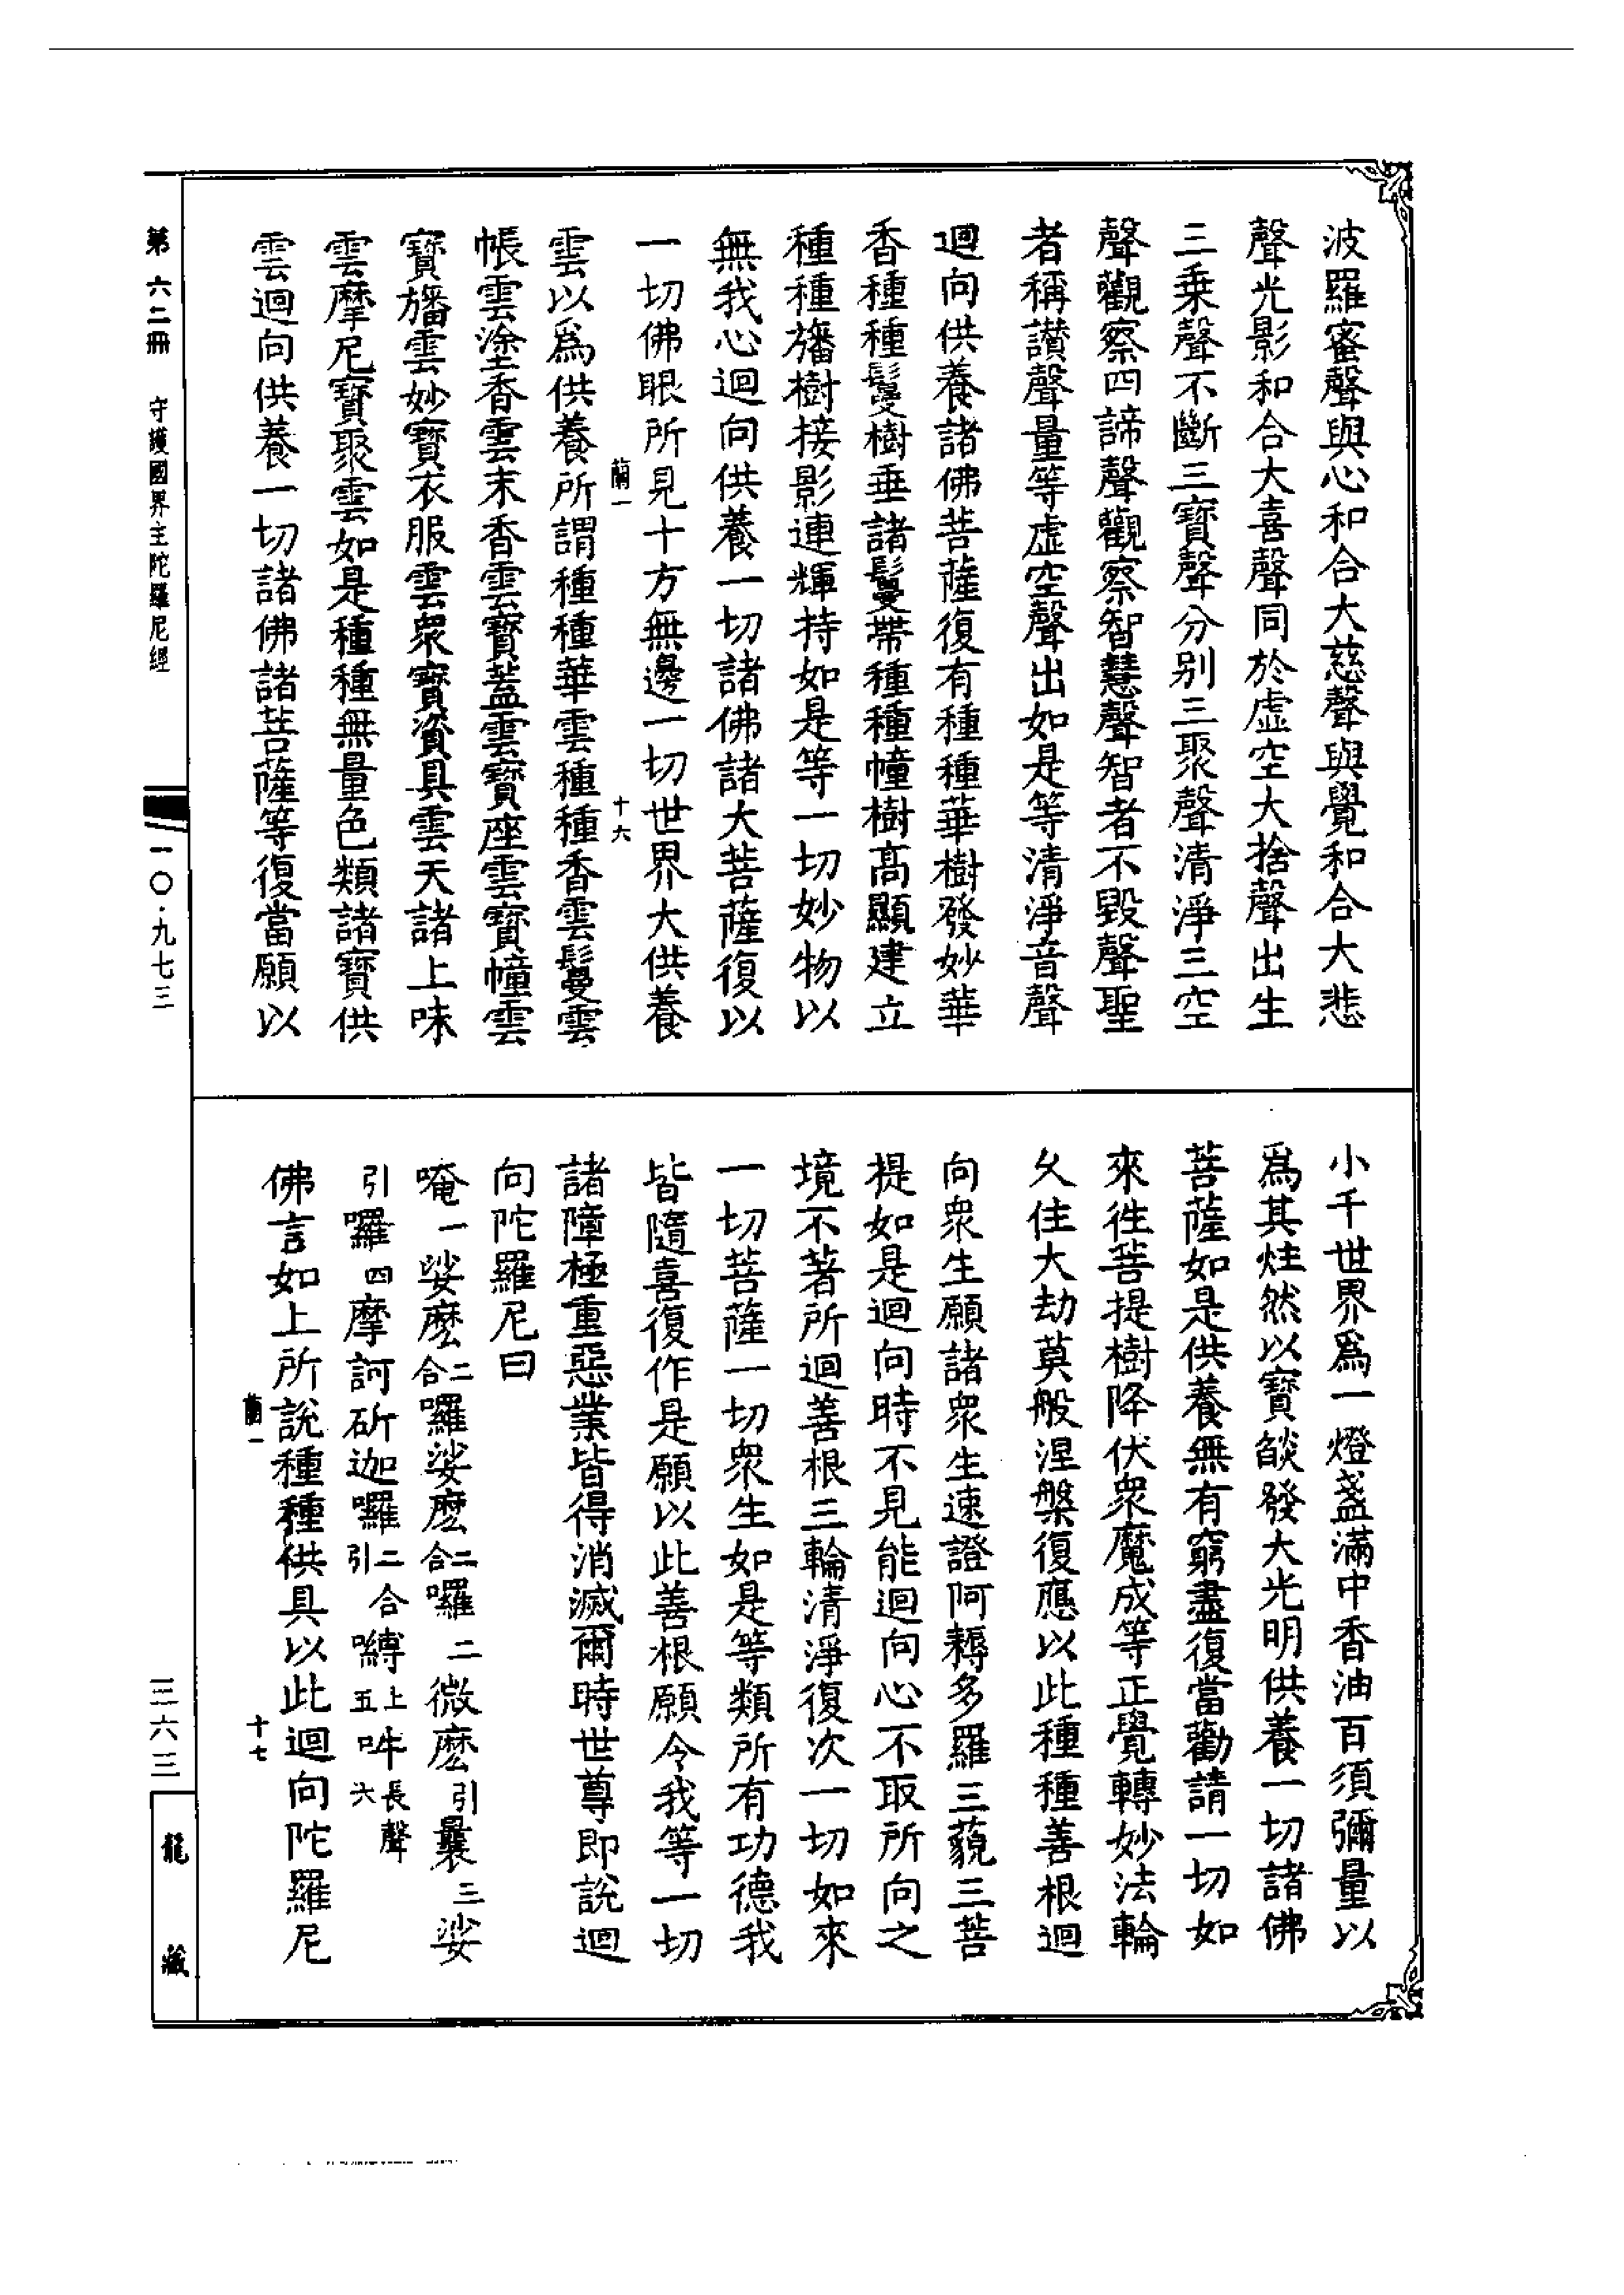 波羅蜜聲與心和合大慈聲與覺和合大悲
聲光影和合大喜聲同於虛空大捨聲出生
三乘聲不斷三寶聲分别三聚聲清淨三空
聲觀察四諦聲觀察智慧聲智者不毀聲聖
者稱讚聲量等虛空聲出如是等清淨音聲
迴向供養諸佛菩薩復有種種華樹發妙華
香種種鬘樹垂諸鬘帶種種幢樹高顯建立
種種旛樹接影連輝持如是等一切妙物以
無我心迴向供養一切諸佛諸大菩薩復以
一切佛眼所見十方無邊一切世界大供養
蘭一
十六
雲以爲供養所謂種種華雲種種香雲鬘雲
帳雲塗香雲末香雲寶蓋雲寶座雲寶幢雲
寶旛雲妙寶衣服雲衆寶資具雲天諸上味
雲摩尼寶聚雲如是種種無量色類諸寶供
雲迴向供養一切諸佛諸菩薩等復當願以
小千世界爲一燈盞滿中香油百須彌量以
爲其炷然以寶燄發大光明供養一切諸佛
菩薩如是供養無有窮盡復當勸請一切如
來往菩提樹降伏衆魔成等正覺轉妙法輪
久住大劫莫般涅槃復應以此種種善根迴
向衆生願諸衆生速證阿耨多羅三藐三菩
提如是迴向時不見能迴向心不取所向之
境不著所迴善根三輪清淨復次一切如來
一切菩薩一切衆生如是等類所有功德我
皆隨喜復作是願以此善根願令我等一切
諸障極重惡業皆得消滅爾時世尊即說迴
向陀羅尼曰
唵一娑麽二合囉娑麽二合囉二微麽引曩三娑
引囉四摩訶斫迦囉二合引嚩上五吽長聲六
佛言如上所說種種供具以此迴向陀羅尼
蘭一
十七
第六二冊
守護國界主陀羅尼經
一〇·九七三
三六三
龍藏